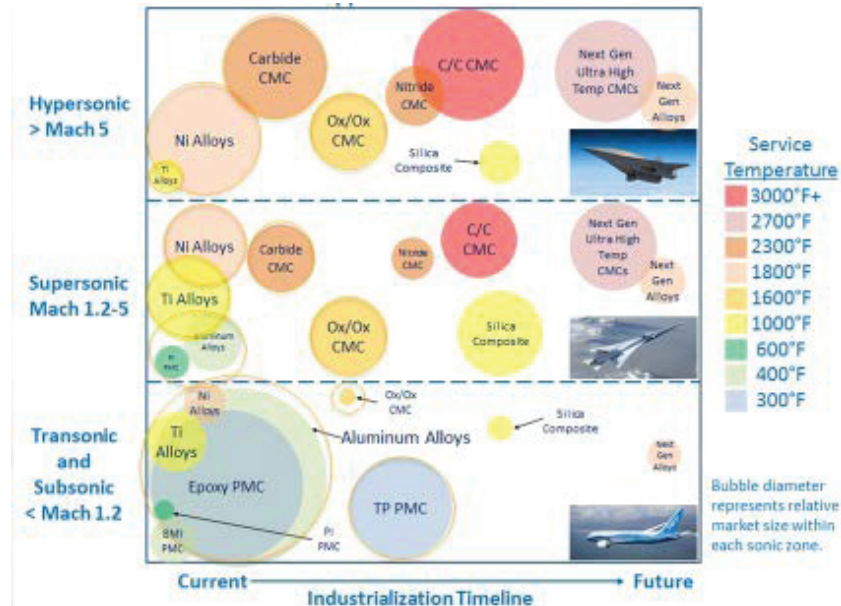 Hypersonic
> Mach 5
Carbide
CMC
Ni Alloys
Ti
Alloys
Ox/Ox
CMC
Nitride
CMC
C/C CMC
Silica
Composite
Next Gen
Ultra High
Temp CMCs
Next
Gen
Alloys
Supersonic
Mach 1.2-5
Ni Alloys
Ti Alloys
Aluminum
Alloys
PMC
Carbide
CMC
Ox/Ox
CMC
Nitride
CMC
C/C
CMC
Silica
Composite
Next Gen
Ultra High
Temp CMCs
Next
Gen
Alloys
Transonic
and
Subsonic
< Mach 1.2
Ni
Alloys
Ti
Alloys
Epoxy PMC
BMI
PMC
PI
PMC
Aluminum Alloys
Ox/Ox
CMC
TP PMC
Silica
Composite
Next
Gen
Alloys
Service
Temperature
3000°F+
2700°F
2300°F
1800°F
1600°F
1000°F
600°F
400°F
300°F
Bubble diameter
represents relative
market size within
each sonic zone.
Current
Future
Industrialization Timeline